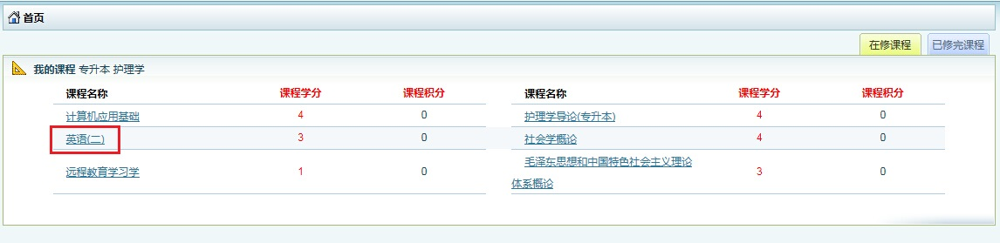 首页
在修课程 已修完课程
我的课程 专升本 护理学
课程名称 课程学分 课程积分 课程名称 课程学分 课程积分
计算机应用基础 4 0 护理学导论(专升本) 4 0
英语(二) 3 0 社会学概论 4 0
远程教育学习学 1 0 毛泽东思想和中国特色社会主义理论 3 0
体系概论